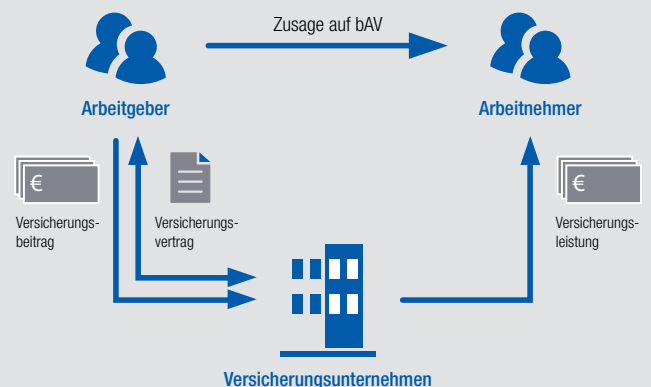 Zusage auf bAV
Arbeitgeber
Arbeitnehmer
€
Versicherungs-
beitrag
Versicherungs-
vertrag
€
Versicherungs-
leistung
Versicherungsunternehmen